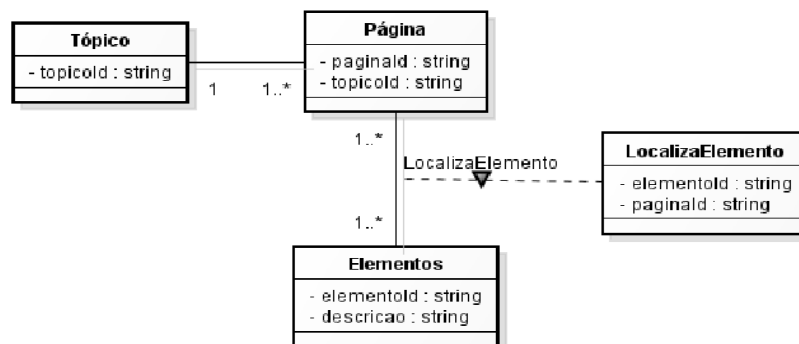 Tópico
- topicoId : string
1
1..*
Página
- paginaId : string
- topicoId : string
1..*
LocalizaElemento
LocalizaElemento
- elementoId : string
- paginaId : string
1..*
Elementos
- elementoId : string
- descricao : string